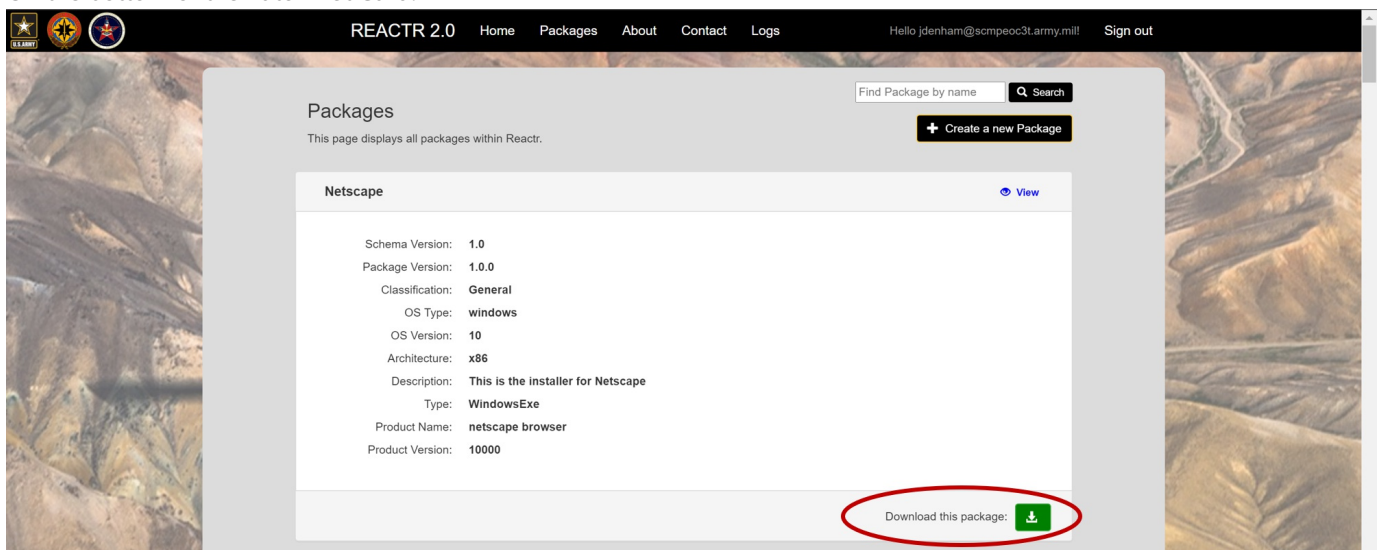 U.S.ARMY
REACTR 2.0 Home Packages About Contact Logs Hello jdenham@scmpeoc3t.army.mil! Sign out
Find Package by name Search
Packages
Create a new Package
This page displays all packages within Reactr.
Netscape View
Schema Version: 1.0
Package Version: 1.0.0
Classification: General
OS Type: windows
OS Version: 10
Architecture: x86
Description: This is the installer for Netscape
Type: WindowsExe
Product Name: netscape browser
Product Version: 10000
Download this package: